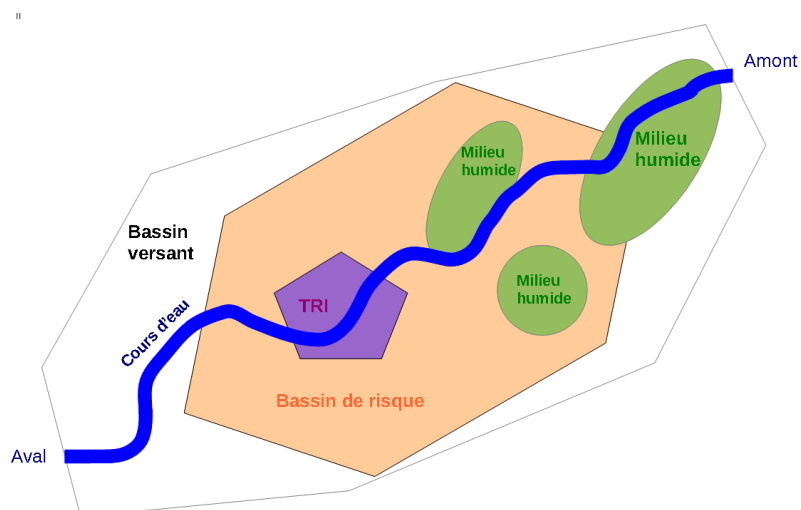 "
Amont
Milieu
humide
Milieu
humide
Bassin
versant
Milieu
humide
TRI
Cours d'eau
Bassin de risque
Aval